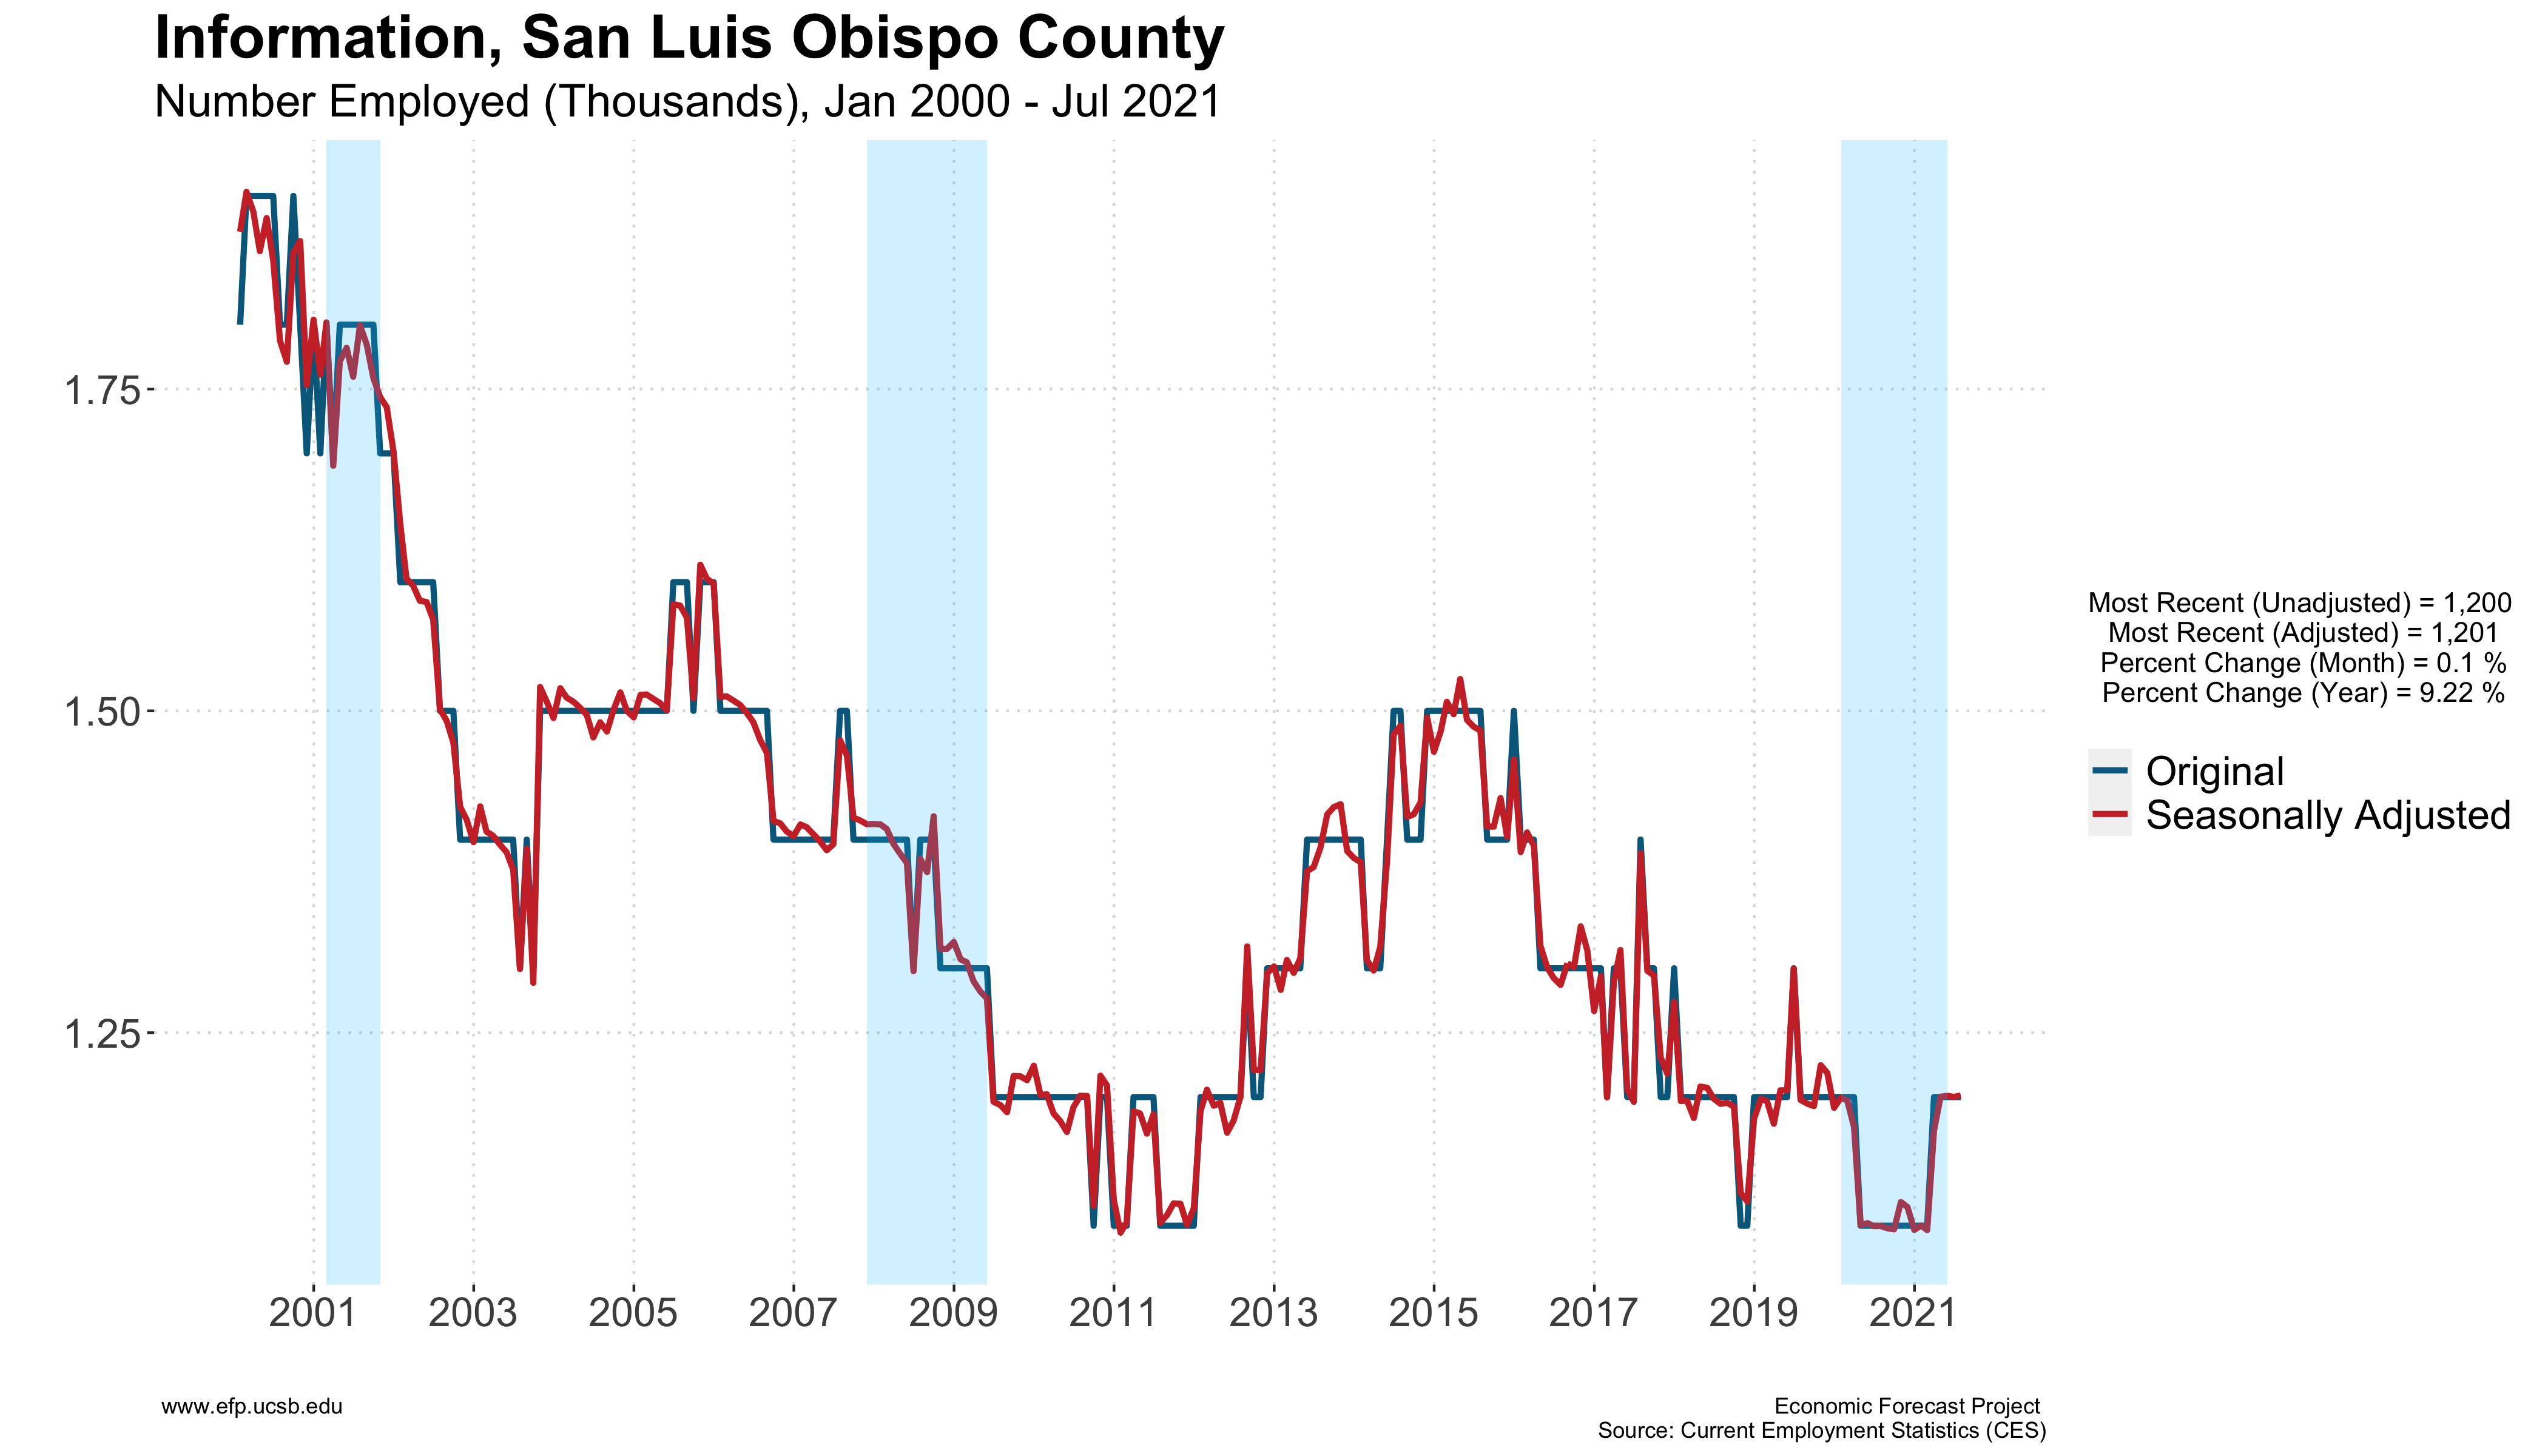 Information, San Luis Obispo County
Number Employed (Thousands), Jan 2000 - Jul 2021
1.75
1.50
1.25
2001 2003 2005 2007 2009 2011 2013 2015 2017 2019 2021
Most Recent (Unadjusted) = 1,200
Most Recent (Adjusted) = 1,201
Percent Change (Month) = 0.1 %
Percent Change (Year) = 9.22 %
Original
Seasonally Adjusted
www.efp.ucsb.edu
Economic Forecast Project
Source: Current Employment Statistics (CES)